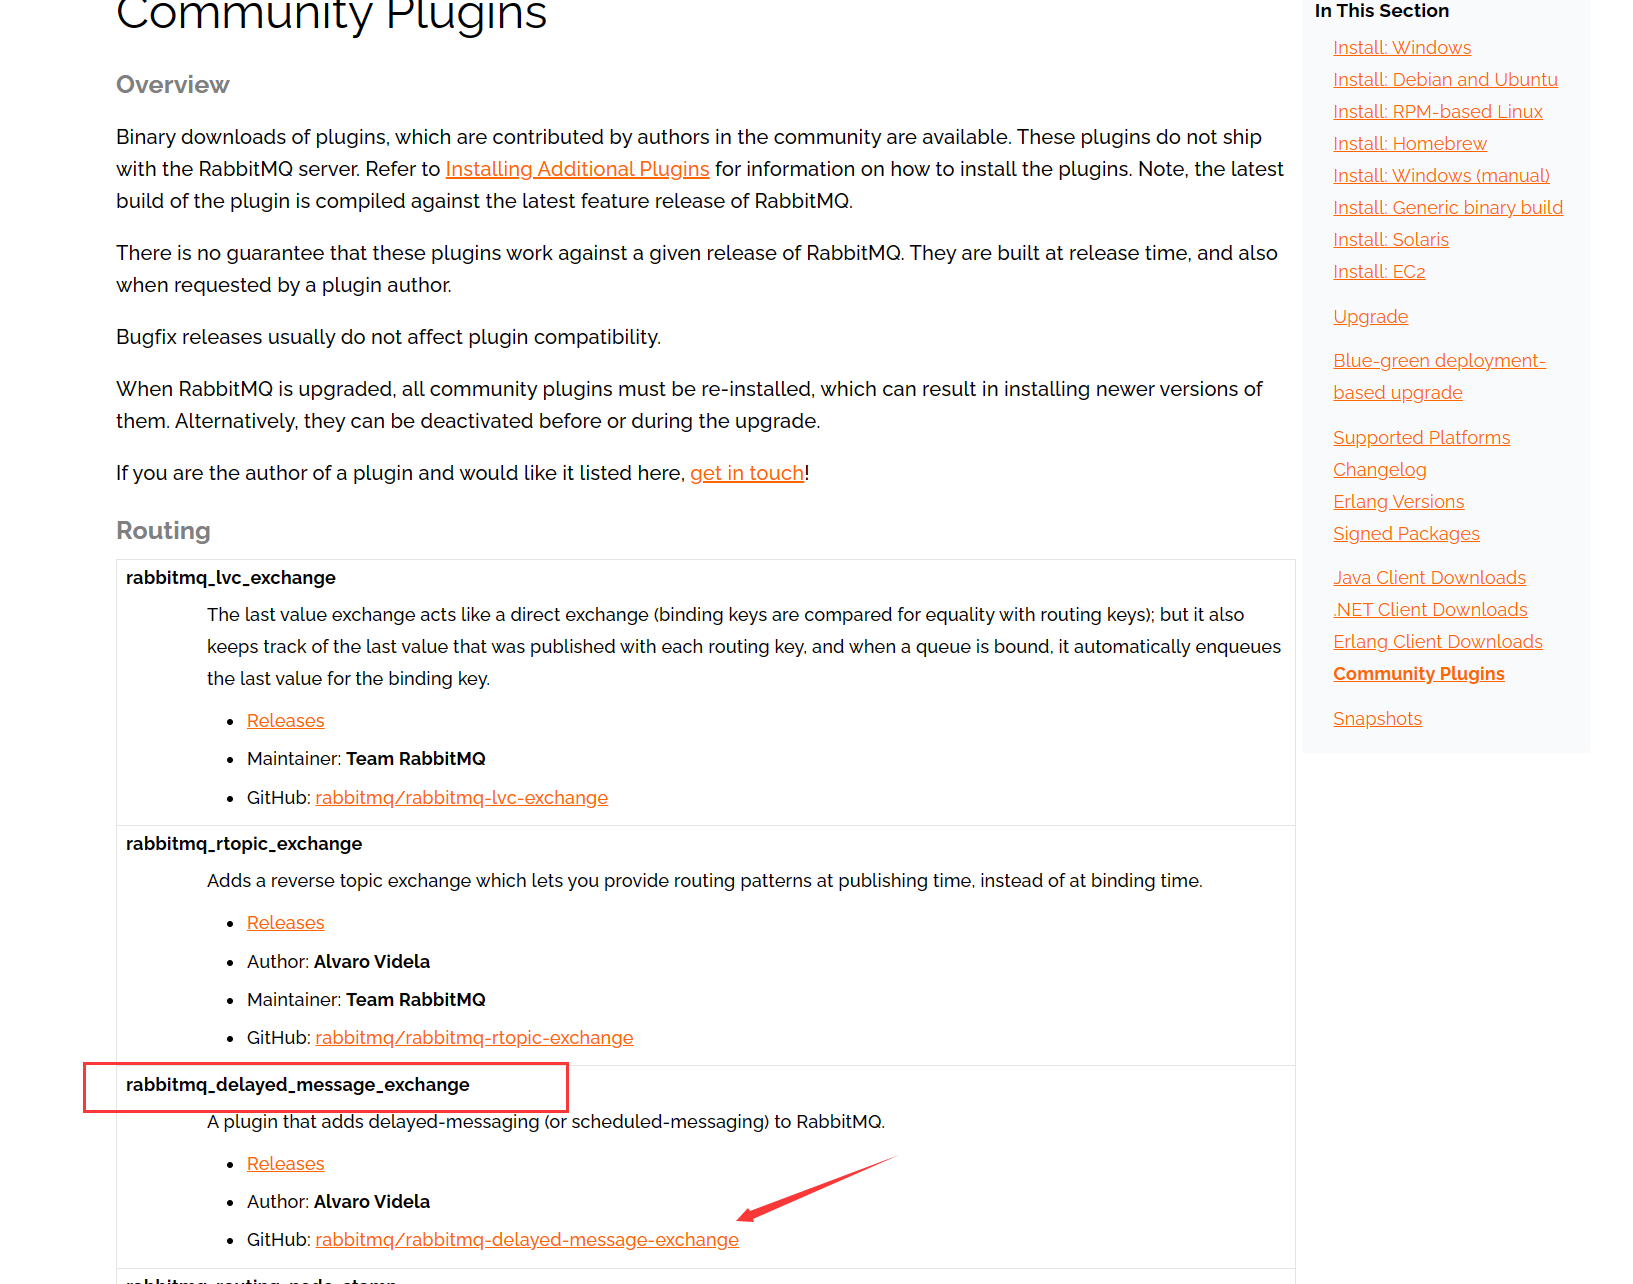 Community Plugins
Overview
Binary downloads of plugins, which are contributed by authors in the community are available. These plugins do not ship
with the RabbitMQ server. Refer to Installing Additional Plugins for information on how to install the plugins. Note, the latest
build of the plugin is compiled against the latest feature release of RabbitMQ.
There is no guarantee that these plugins work against a given release of RabbitMQ. They are built at release time, and also
when requested by a plugin author.
Bugfix releases usually do not affect plugin compatibility.
When RabbitMQ is upgraded, all community plugins must be re-installed, which can result in installing newer versions of
them. Alternatively, they can be deactivated before or during the upgrade.
If you are the author of a plugin and would like it listed here, get in touch!
Routing
rabbitmq_lvc_exchange
The last value exchange acts like a direct exchange (binding keys are compared for equality with routing keys); but it also
keeps track of the last value that was published with each routing key, and when a queue is bound, it automatically enqueues
the last value for the binding key.
• Releases
• Maintainer: Team RabbitMQ
• GitHub: rabbitmq/rabbitmq-lvc-exchange
rabbitmq_rtopic_exchange
Adds a reverse topic exchange which lets you provide routing patterns at publishing time, instead of at binding time.
• Releases
• Author: Alvaro Videla
• Maintainer: Team RabbitMQ
• GitHub: rabbitmq/rabbitmq-rtopic-exchange
rabbitmq_delayed_message_exchange
A plugin that adds delayed-messaging (or scheduled-messaging) to RabbitMQ.
• Releases
• Author: Alvaro Videla
• GitHub: rabbitmq/rabbitmq-delayed-message-exchange
In This Section
Install: Windows
Install: Debian and Ubuntu
Install: RPM-based Linux
Install: Homebrew
Install: Windows (manual)
Install: Generic binary build
Install: Solaris
Install: EC2
Upgrade
Blue-green deployment-
based upgrade
Supported Platforms
Changelog
Erlang Versions
Signed Packages
Java Client Downloads
.NET Client Downloads
Erlang Client Downloads
Community Plugins
Snapshots